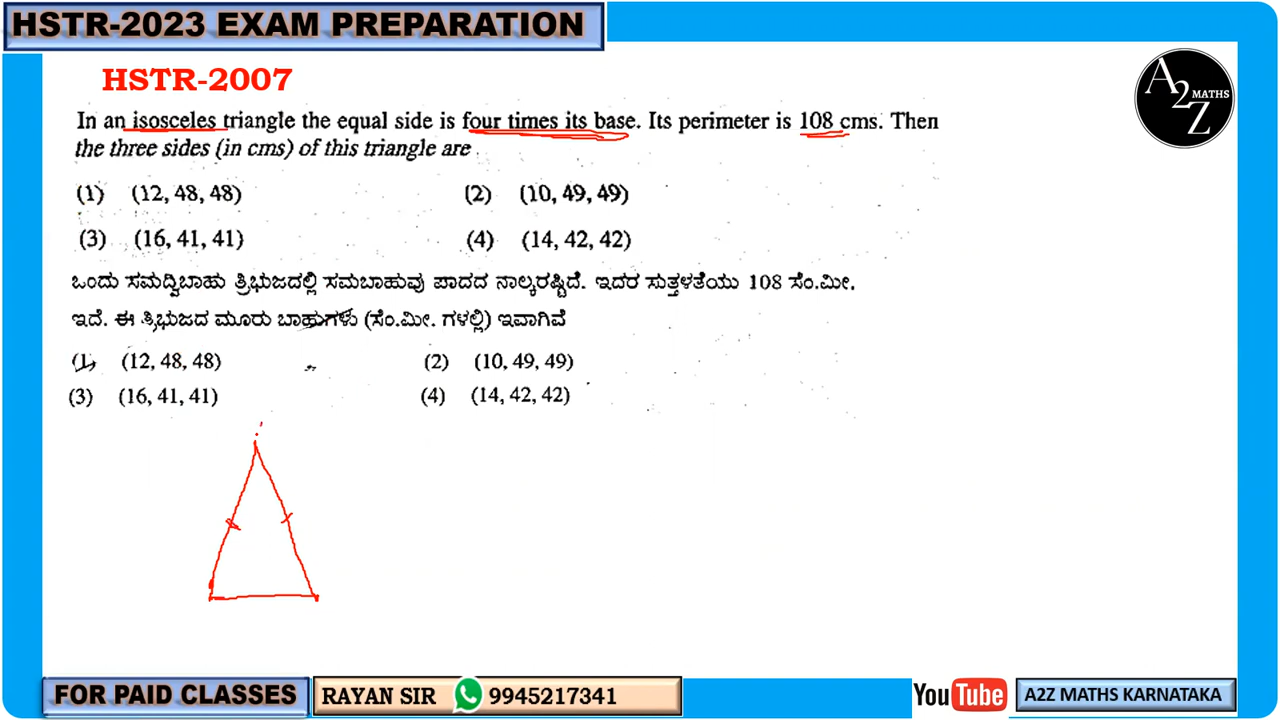 HSTR-2023 EXAM PREPARATION
HSTR-2007
A2Z MATHS
In an isosceles triangle the equal side is four times its base. Its perimeter is 108 cms. Then
the three sides (in cms) of this triangle are
(1) (12, 48, 48) (2) (10, 49, 49)
(3) (16, 41, 41) (4) (14, 42, 42)
ಒಂದು ಸಮದ್ವಿಬಾಹು ತ್ರಿಭುಜದಲ್ಲಿ ಸಮಬಾಹುವು ಪಾದದ ನಾಲ್ಕರಷ್ಟಿದೆ. ಇದರ ಸುತ್ತಳತೆಯು 108 ಸೆಂ.ಮೀ.
ಇದೆ. ಈ ತ್ರಿಭುಜದ ಮೂರು ಬಾಹುಗಳು (ಸೆಂ.ಮೀ. ಗಳಲ್ಲಿ) ಇವಾಗಿವೆ
(1) (12, 48, 48) (2) (10, 49, 49)
(3) (16, 41, 41) (4) (14, 42, 42)
FOR PAID CLASSES RAYAN SIR 9945217341 YouTube A2Z MATHS KARNATAKA